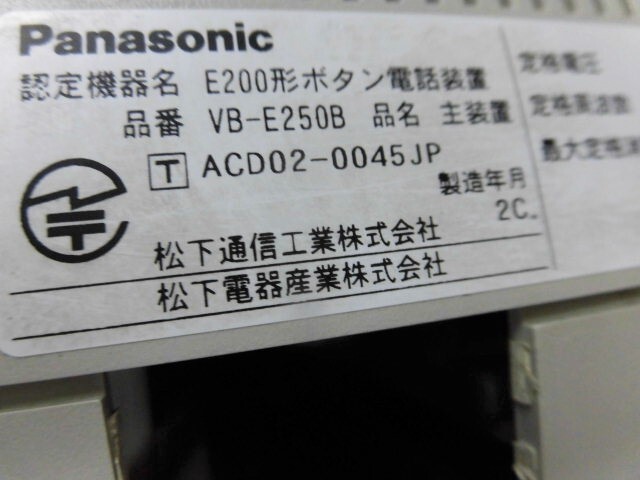 Panasonic
認定機器名 E200形ボタン電話装置
品番 VB-E250B 品名 主装置
T ACD02-0045JP
製造年月
2C
松下通信工業株式会社
松下電器産業株式会社
定格電圧
定格周波数
最大定格